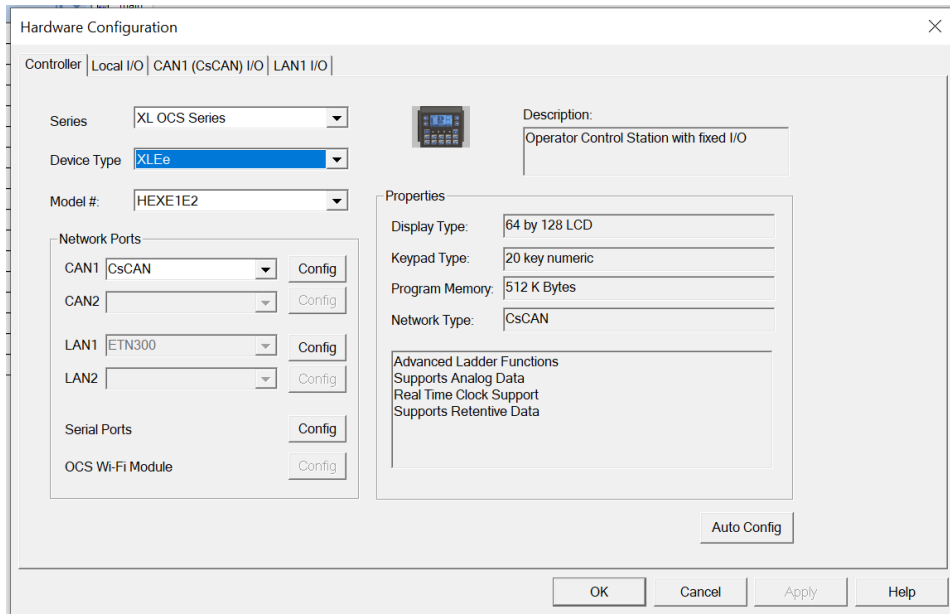 Hardware Configuration
Controller
Local I/O
CAN1 (CsCAN) I/O
LAN1 I/O
Series
XL OCS Series
Device Type
XLEe
Model #:
HEXE1E2
Description:
Operator Control Station with fixed I/O
Network Ports
CAN1
CsCAN
Config
CAN2
Config
LAN1
ETN300
Config
LAN2
Config
Serial Ports
Config
OCS Wi-Fi Module
Config
Properties
Display Type:
64 by 128 LCD
Keypad Type:
20 key numeric
Program Memory:
512 K Bytes
Network Type:
CsCAN
Advanced Ladder Functions
Supports Analog Data
Real Time Clock Support
Supports Retentive Data
Auto Config
OK
Cancel
Apply
Help